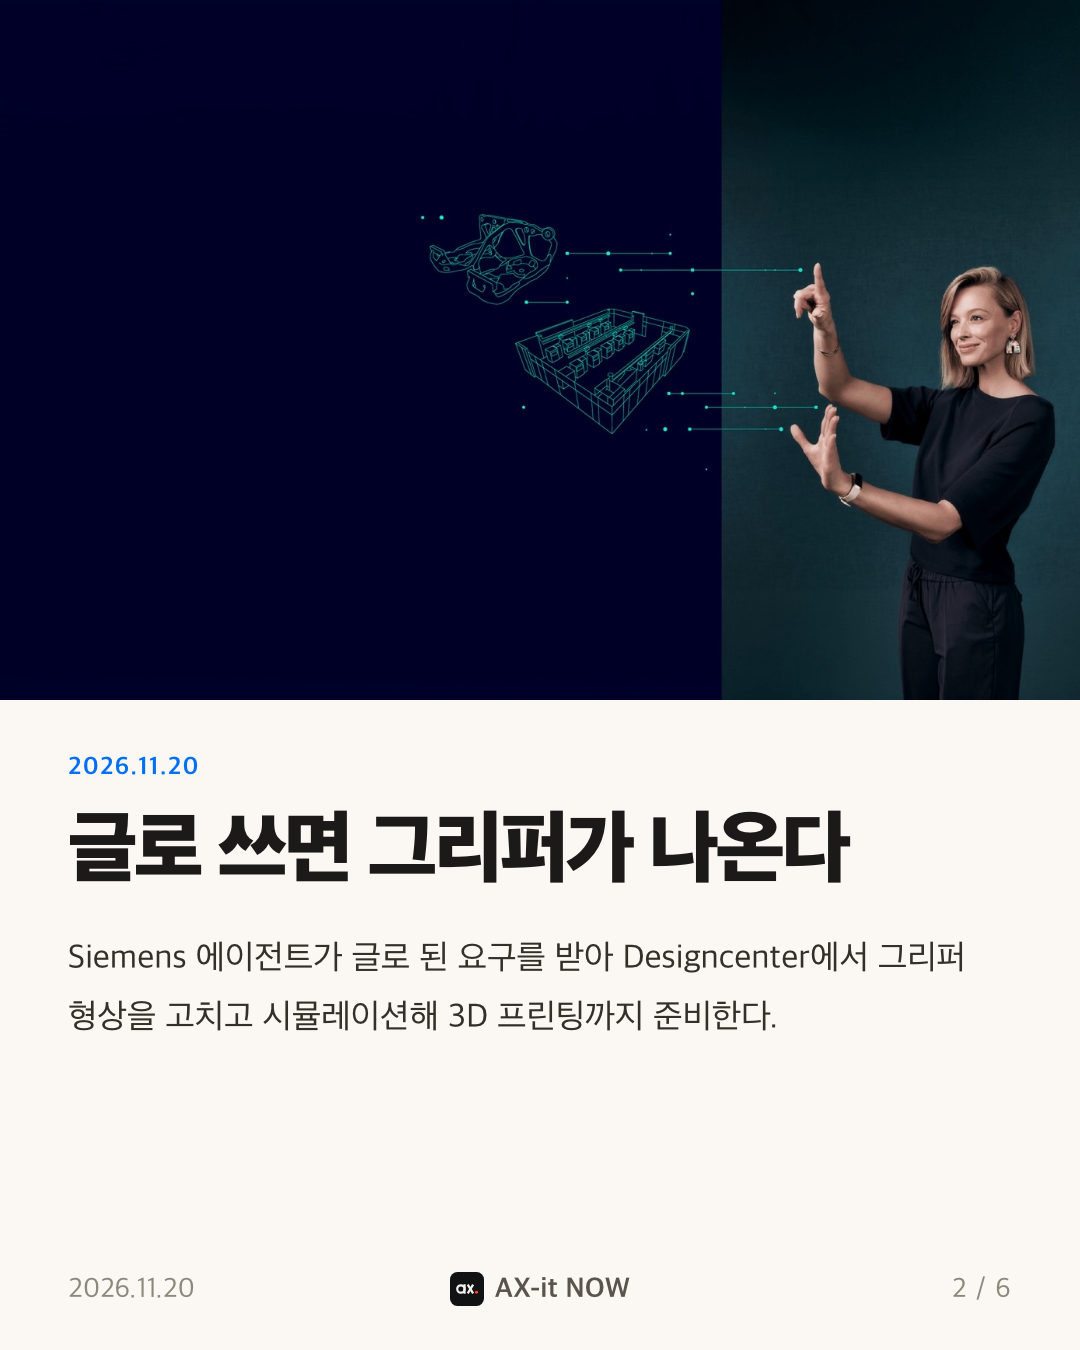 2026.11.20
글로 쓰면 그리퍼가 나온다
Siemens 에이전트가 글로 된 요구를 받아 Designcenter에서 그리퍼
형상을 고치고 시뮬레이션해 3D 프린팅까지 준비한다.
2026.11.20
ax.
AX-it NOW
2 / 6